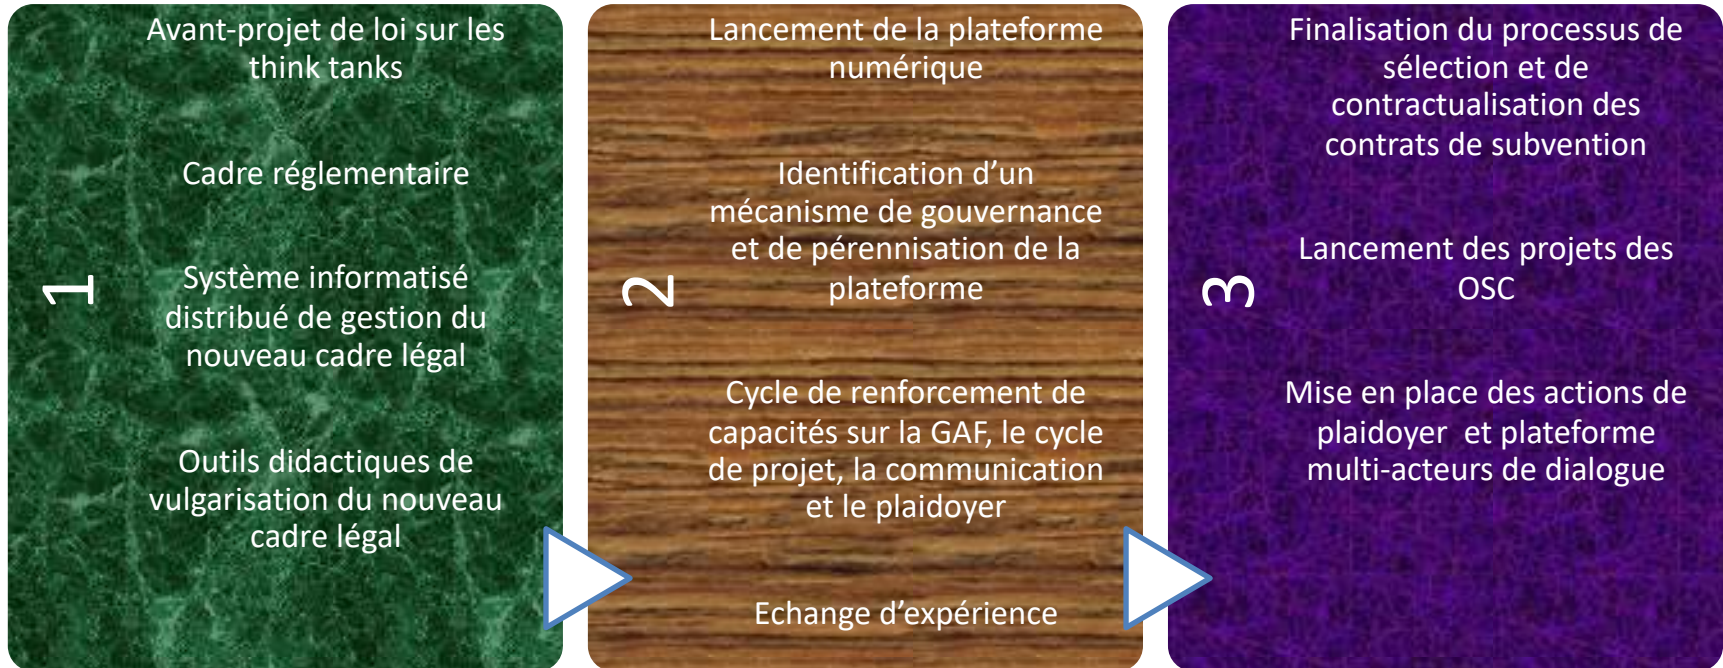 1
Avant-projet de loi sur les
think tanks
Cadre réglementaire
Système informatisé
distribué de gestion du
nouveau cadre légal
Outils didactiques de
vulgarisation du nouveau
cadre légal
2
Lancement de la plateforme
numérique
Identification d’un
mécanisme de gouvernance
et de pérennisation de la
plateforme
Cycle de renforcement de
capacités sur la GAF, le cycle
de projet, la communication
et le plaidoyer
Echange d’expérience
3
Finalisation du processus de
sélection et de
contractualisation des
contrats de subvention
Lancement des projets des
OSC
Mise en place des actions de
plaidoyer  et plateforme
multi-acteurs de dialogue